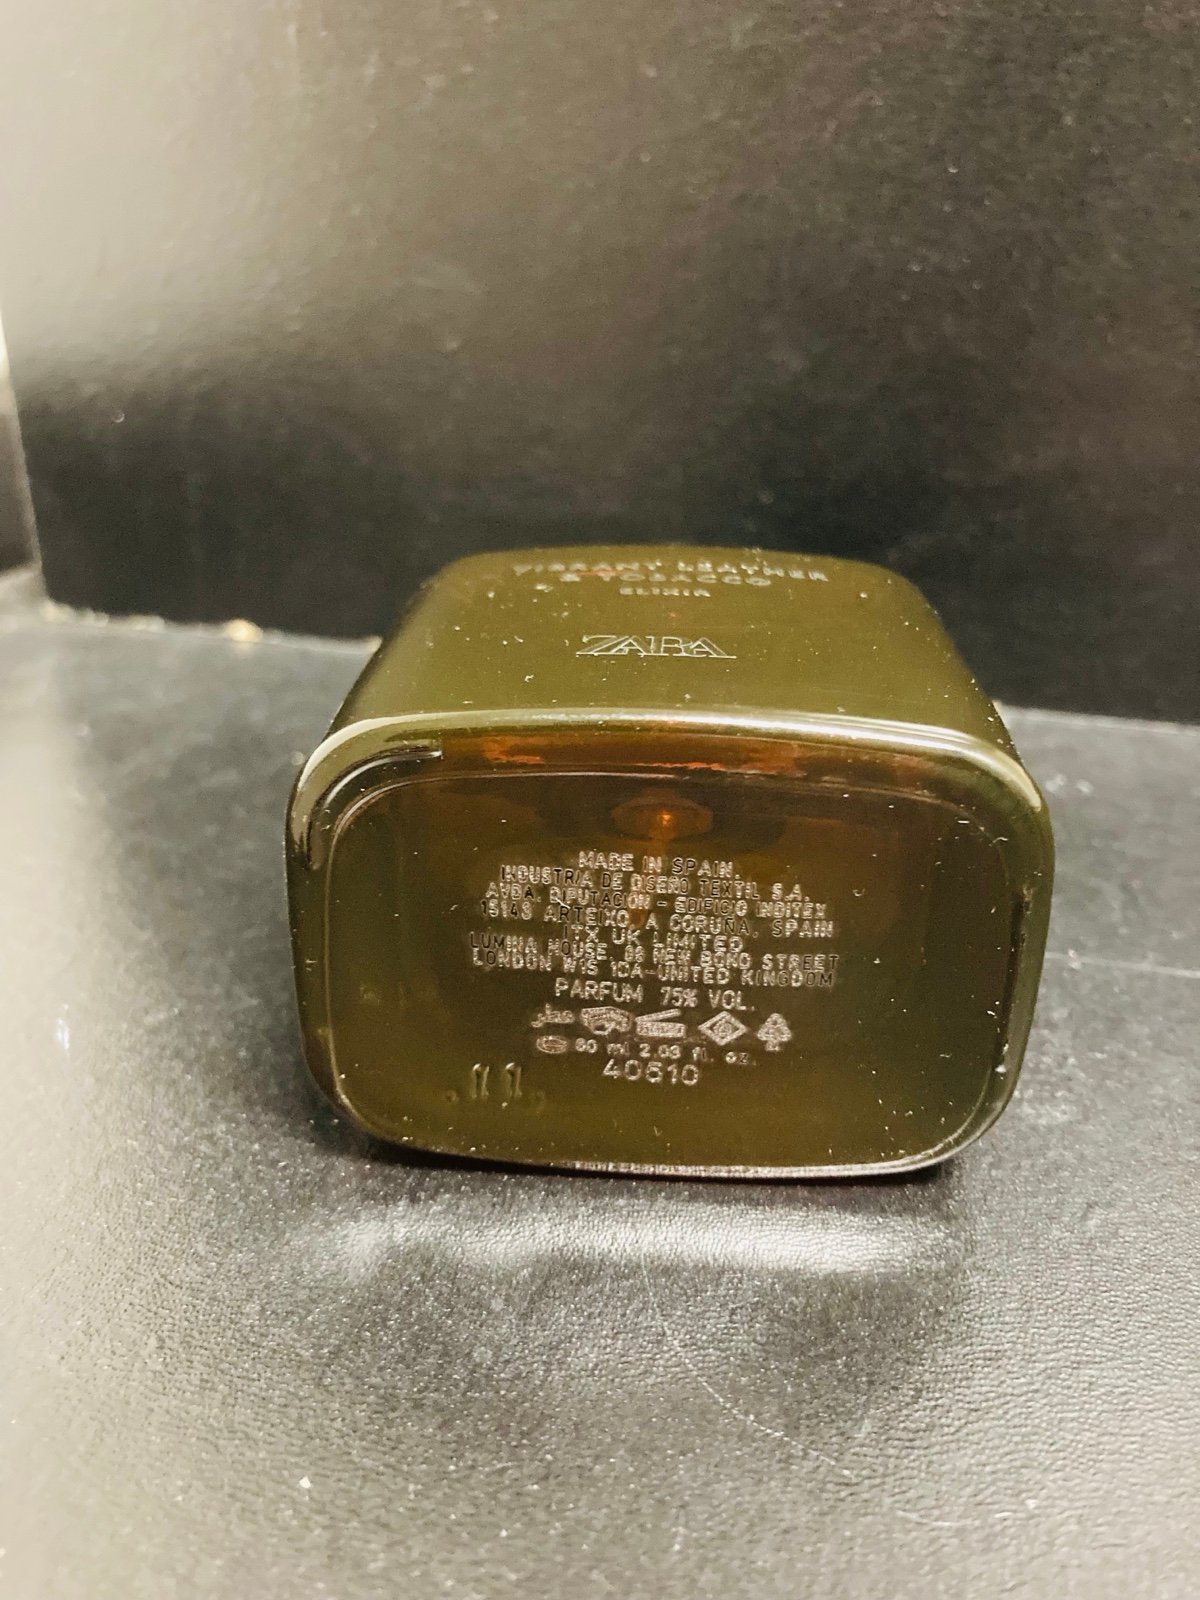 VIBRANT LEATHER
& TOBACCO
ELIXIR
ZARA
MADE IN SPAIN.
INDUSTRIA DE DISEÑO TEXTIL S.A.
AVDA. DIPUTACIÓN - EDIFICIO INDITEX
15143 ARTEIXO, A CORUÑA, SPAIN
ITX UK LIMITED
LUMINA HOUSE, 89 NEW BOND STREET
LONDON W1S 1DA-UNITED KINGDOM
PARFUM 75% VOL.
عطر
60 ml 2.03 fl. oz.
40610